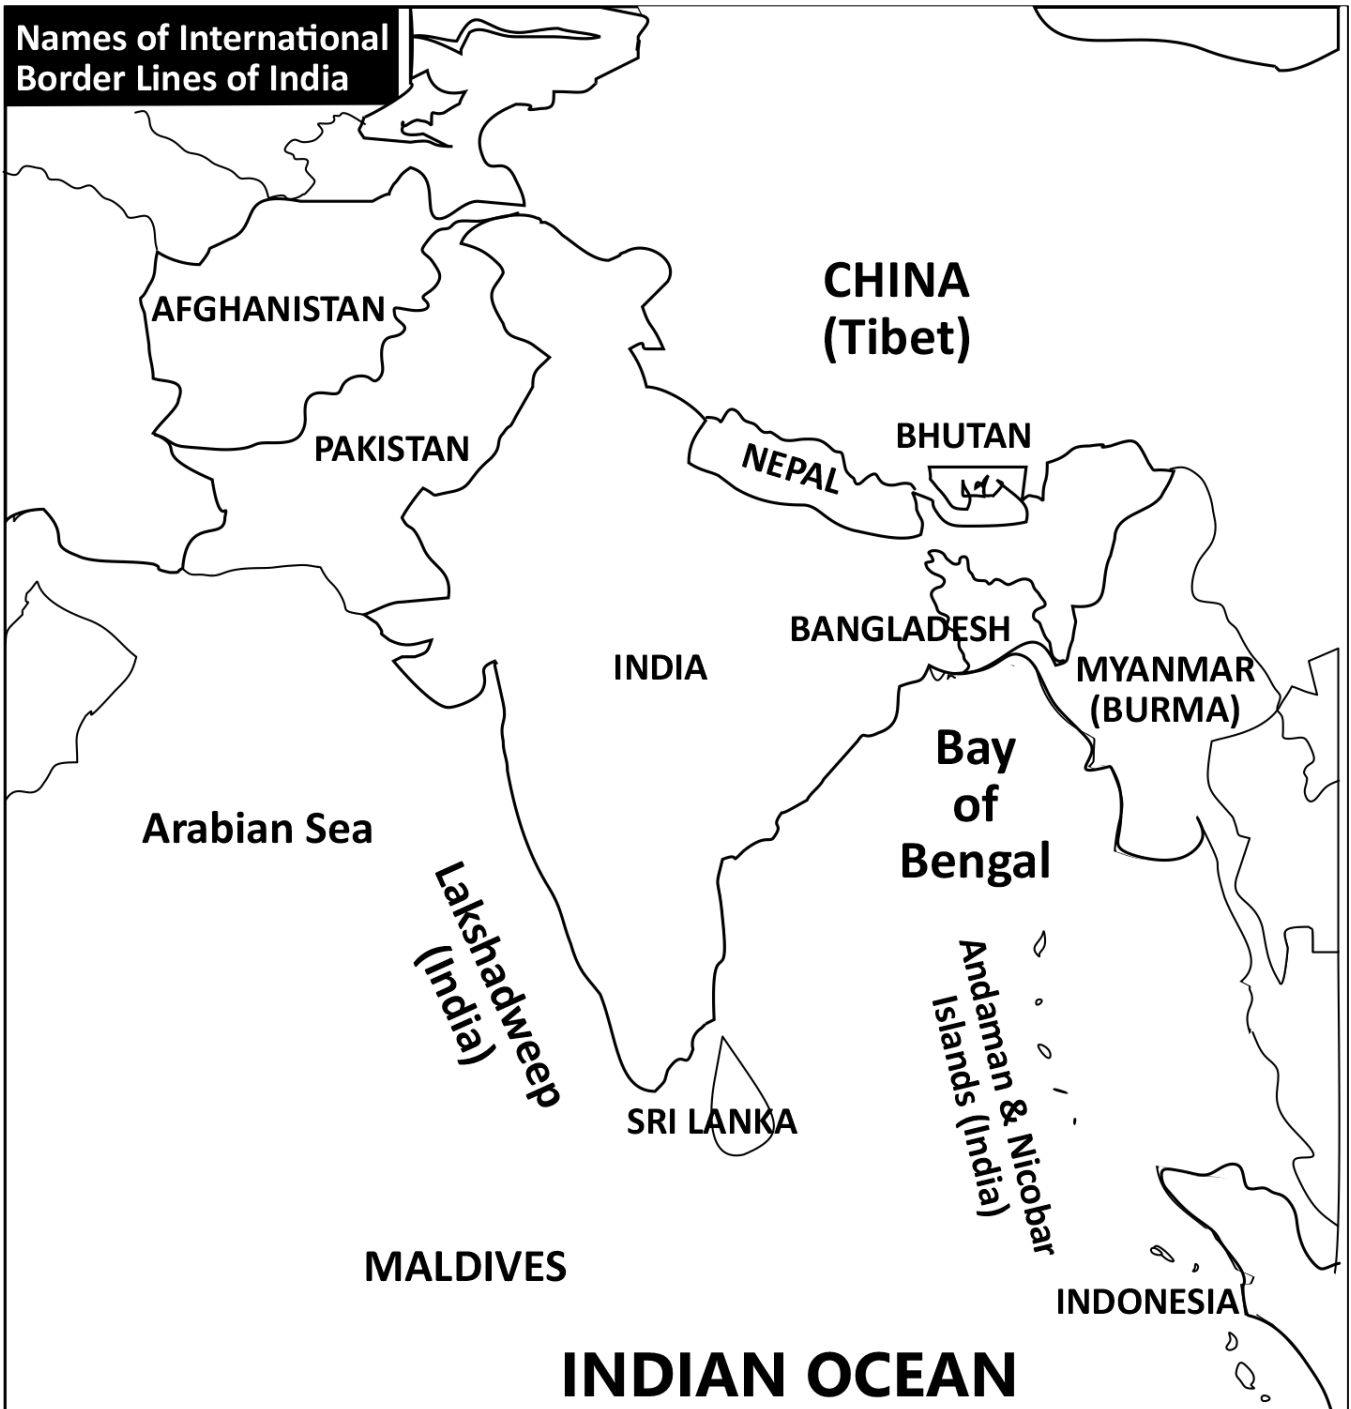 Names of International
Border Lines of India
CHINA
(Tibet)
AFGHANISTAN
PAKISTAN
NEPAL
BHUTAN
BANGLADESH
INDIA
MYANMAR
(BURMA)
Bay
of
Bengal
Arabian Sea
Lakshadweep
(India)
Andaman & Nicobar
Islands (India)
SRI LANKA
MALDIVES
INDONESIA
INDIAN OCEAN